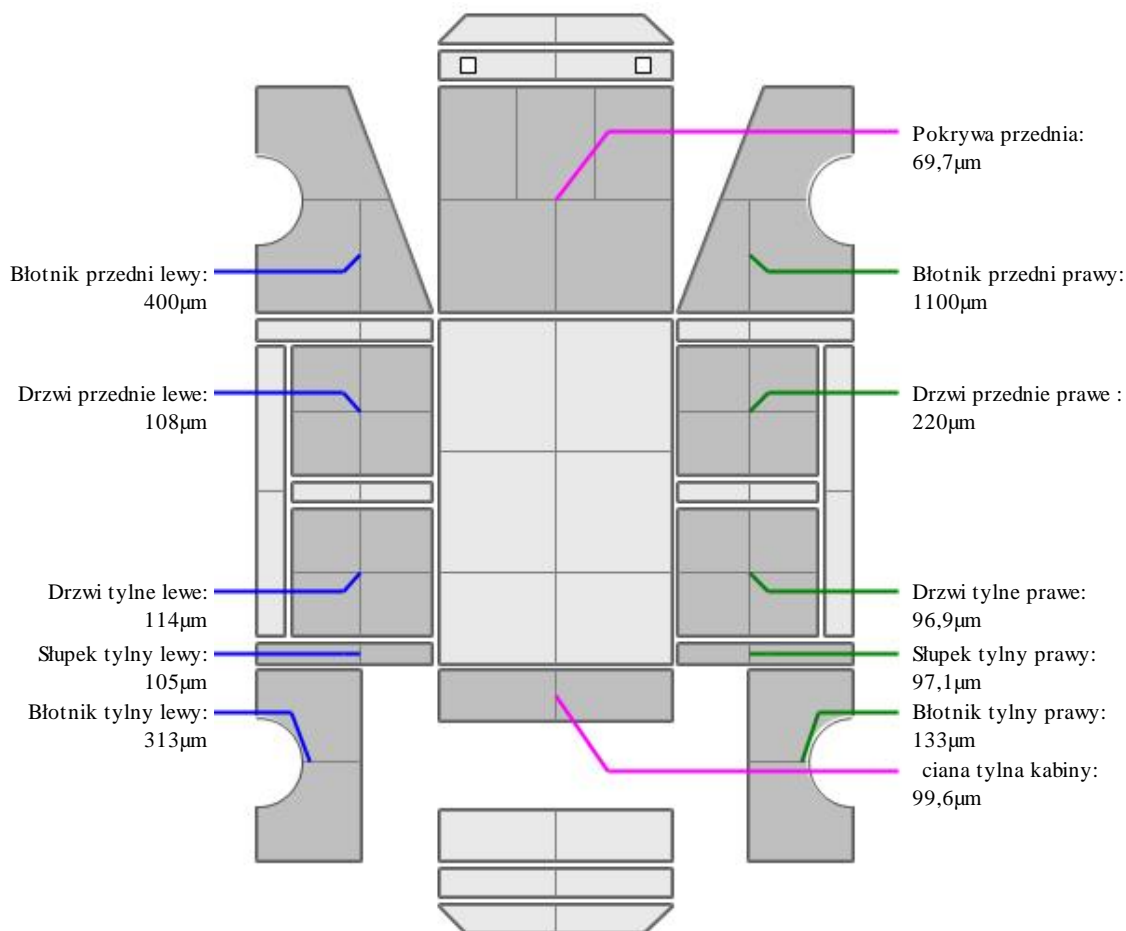 Pokrywa przednia:
69,7µm
Błotnik przedni lewy:
400µm
Błotnik przedni prawy:
1100µm
Drzwi przednie lewe:
108µm
Drzwi przednie prawe :
220µm
Drzwi tylne lewe:
114µm
Drzwi tylne prawe:
96,9µm
Słupek tylny lewy:
105µm
Słupek tylny prawy:
97,1µm
Błotnik tylny lewy:
313µm
Błotnik tylny prawy:
133µm
ciana tylna kabiny:
99,6µm